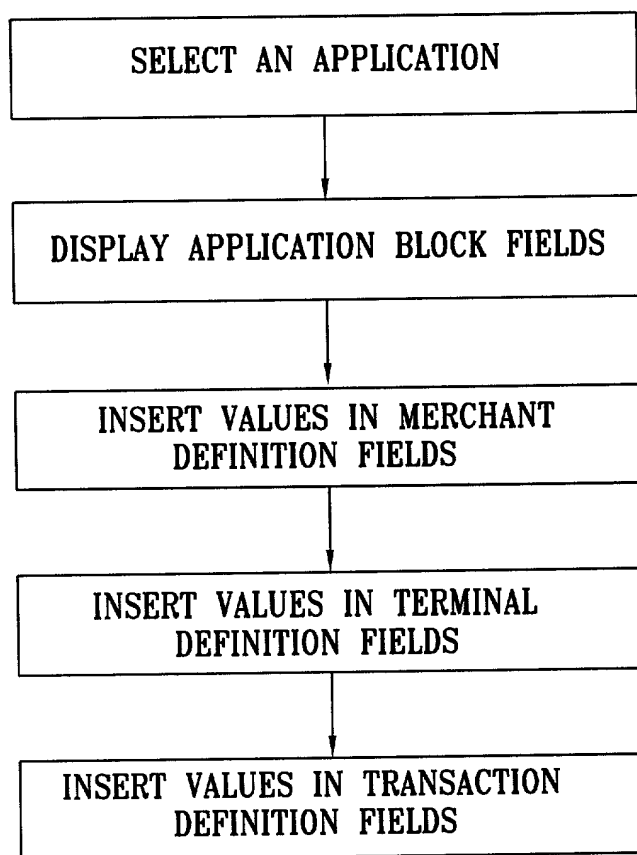 SELECT AN APPLICATION
DISPLAY APPLICATION BLOCK FIELDS
INSERT VALUES IN MERCHANT
DEFINITION FIELDS
INSERT VALUES IN TERMINAL
DEFINITION FIELDS
INSERT VALUES IN TRANSACTION
DEFINITION FIELDS